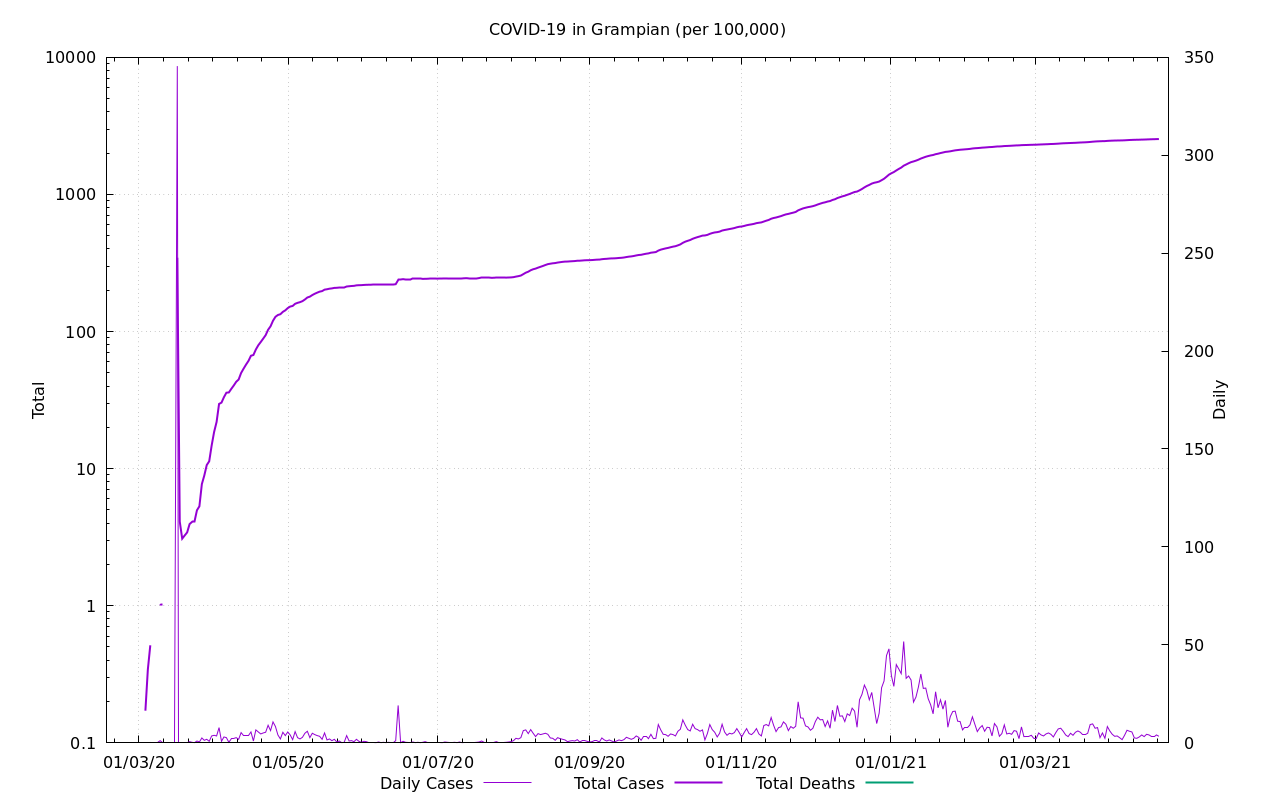 COVID-19 in Grampian (per 100,000)
10000
1000
100
10
1
0.1
Total
350
300
250
200
150
100
50
0
Daily
01/03/20 01/05/20 01/07/20 01/09/20 01/11/20 01/01/21 01/03/21
Daily Cases Total Cases Total Deaths